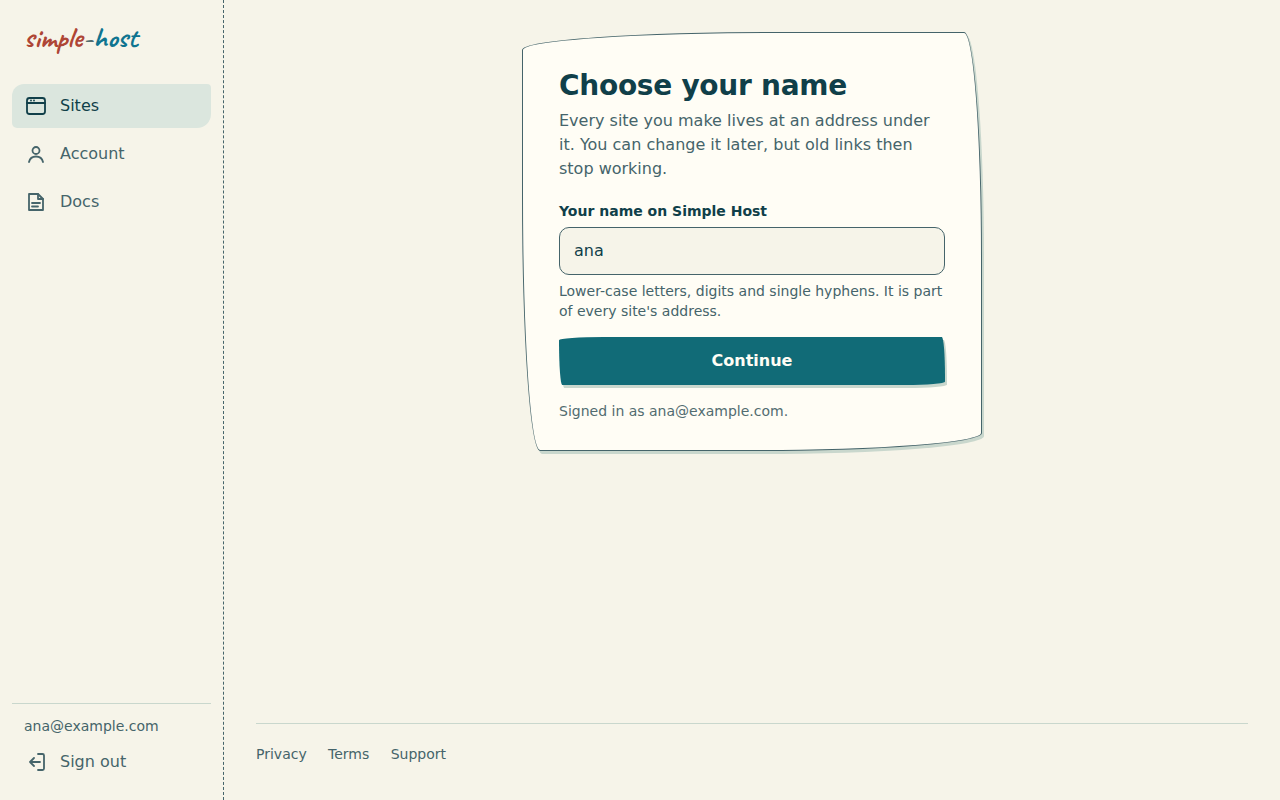 simple-host
Sites
Account
Docs
ana@example.com
Sign out
Choose your name
Every site you make lives at an address under
it. You can change it later, but old links then
stop working.
Your name on Simple Host
ana
Lower-case letters, digits and single hyphens. It is part
of every site's address.
Continue
Signed in as ana@example.com.
Privacy
Terms
Support